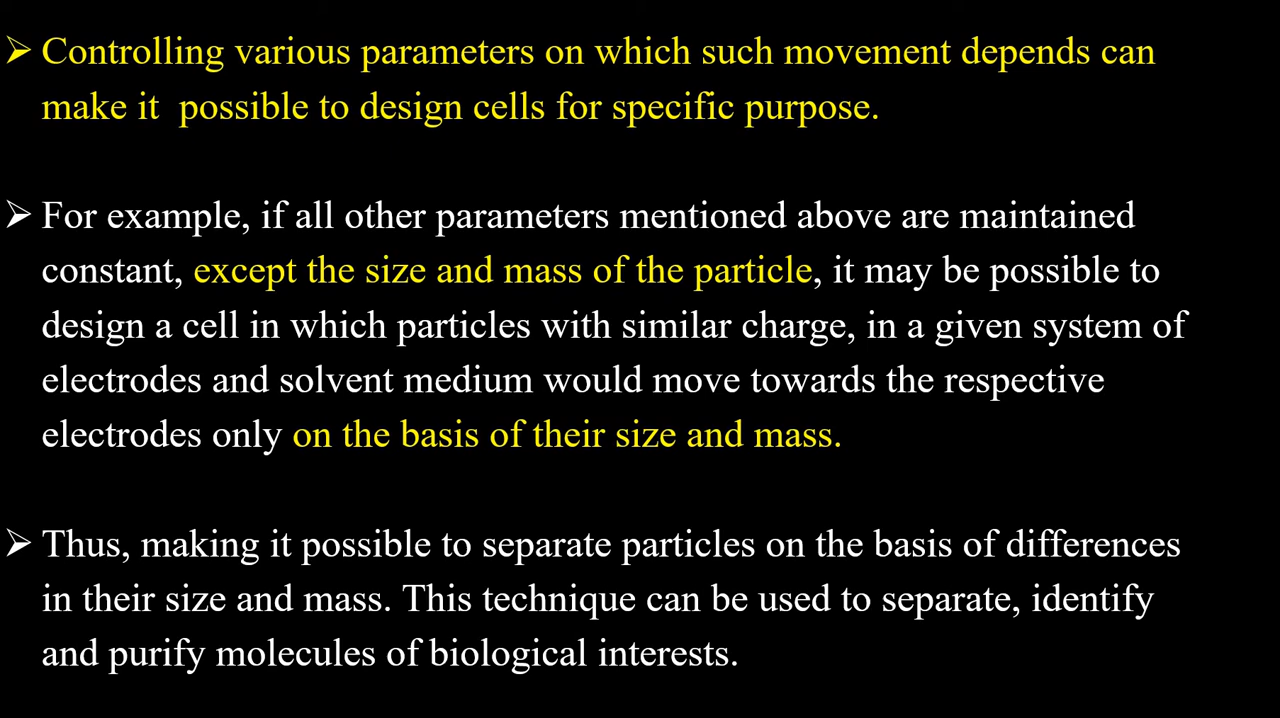 ➢ Controlling various parameters on which such movement depends can
make it  possible to design cells for specific purpose.
➢ For example, if all other parameters mentioned above are maintained
constant, except the size and mass of the particle, it may be possible to
design a cell in which particles with similar charge, in a given system of
electrodes and solvent medium would move towards the respective
electrodes only on the basis of their size and mass.
➢ Thus, making it possible to separate particles on the basis of differences
in their size and mass. This technique can be used to separate, identify
and purify molecules of biological interests.